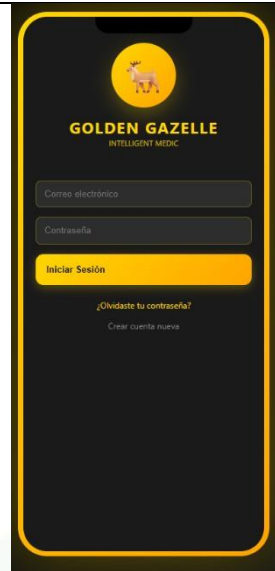 GOLDEN GAZELLE
INTELLIGENT MEDIC
Correo electrónico
Contraseña
Iniciar Sesión
¿Olvidaste tu contraseña?
Crear cuenta nueva